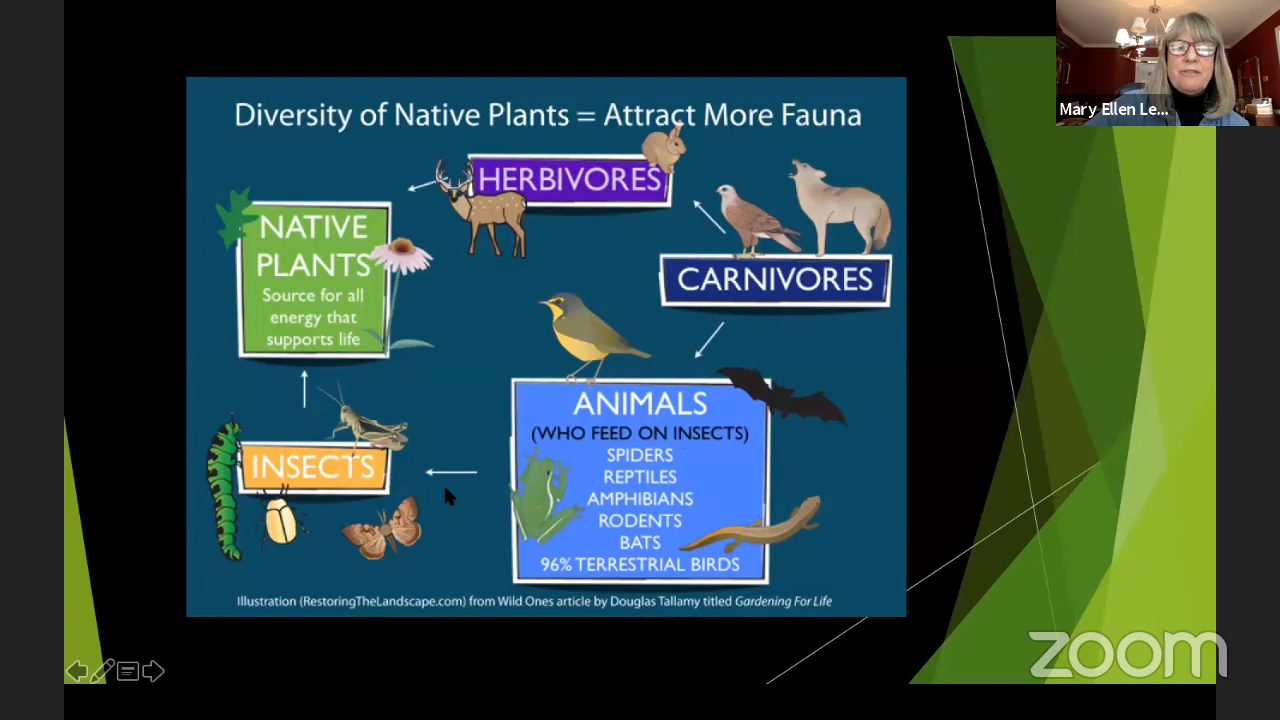 Diversity of Native Plants = Attract More Fauna
HERBIVORES
NATIVE
PLANTS
Source for all
energy that
supports life
CARNIVORES
ANIMALS
(WHO FEED ON INSECTS)
SPIDERS
REPTILES
AMPHIBIANS
RODENTS
BATS
96% TERRESTRIAL BIRDS
INSECTS
Illustration (RestoringTheLandscape.com) from Wild Ones article by Douglas Tallamy titled Gardening For Life
Mary Ellen Le...
zoom